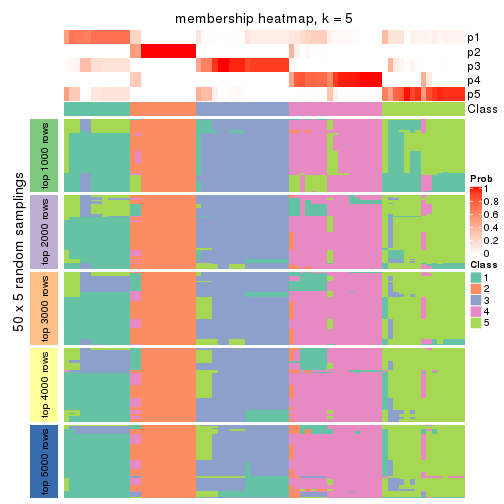 membership heatmap, k = 5
p1
p2
p3
p4
p5
Class
50 x 5 random samplings
top 1000 rows
top 2000 rows
top 3000 rows
top 4000 rows
top 5000 rows
Prob
1
0.8
0.6
0.4
0.2
0
Class
1
2
3
4
5